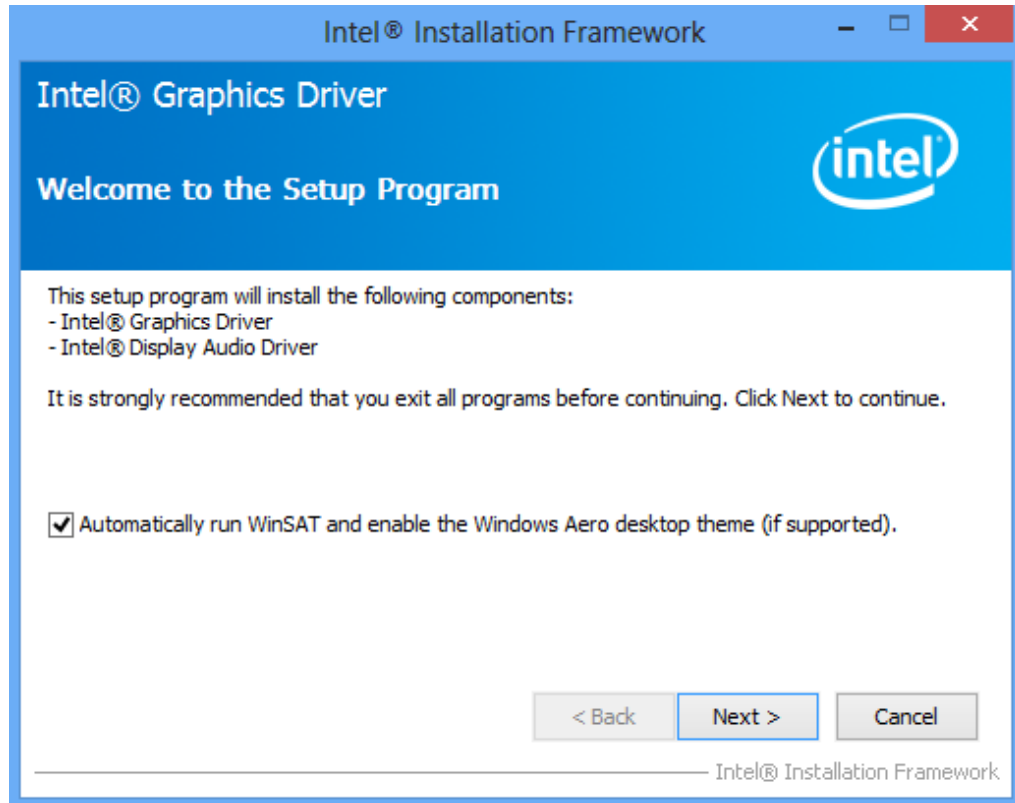 Intel® Installation Framework
Intel® Graphics Driver
intel
Welcome to the Setup Program
This setup program will install the following components:
- Intel® Graphics Driver
- Intel® Display Audio Driver
It is strongly recommended that you exit all programs before continuing. Click Next to continue.
Automatically run WinSAT and enable the Windows Aero desktop theme (if supported).
< Back Next > Cancel
Intel® Installation Framework